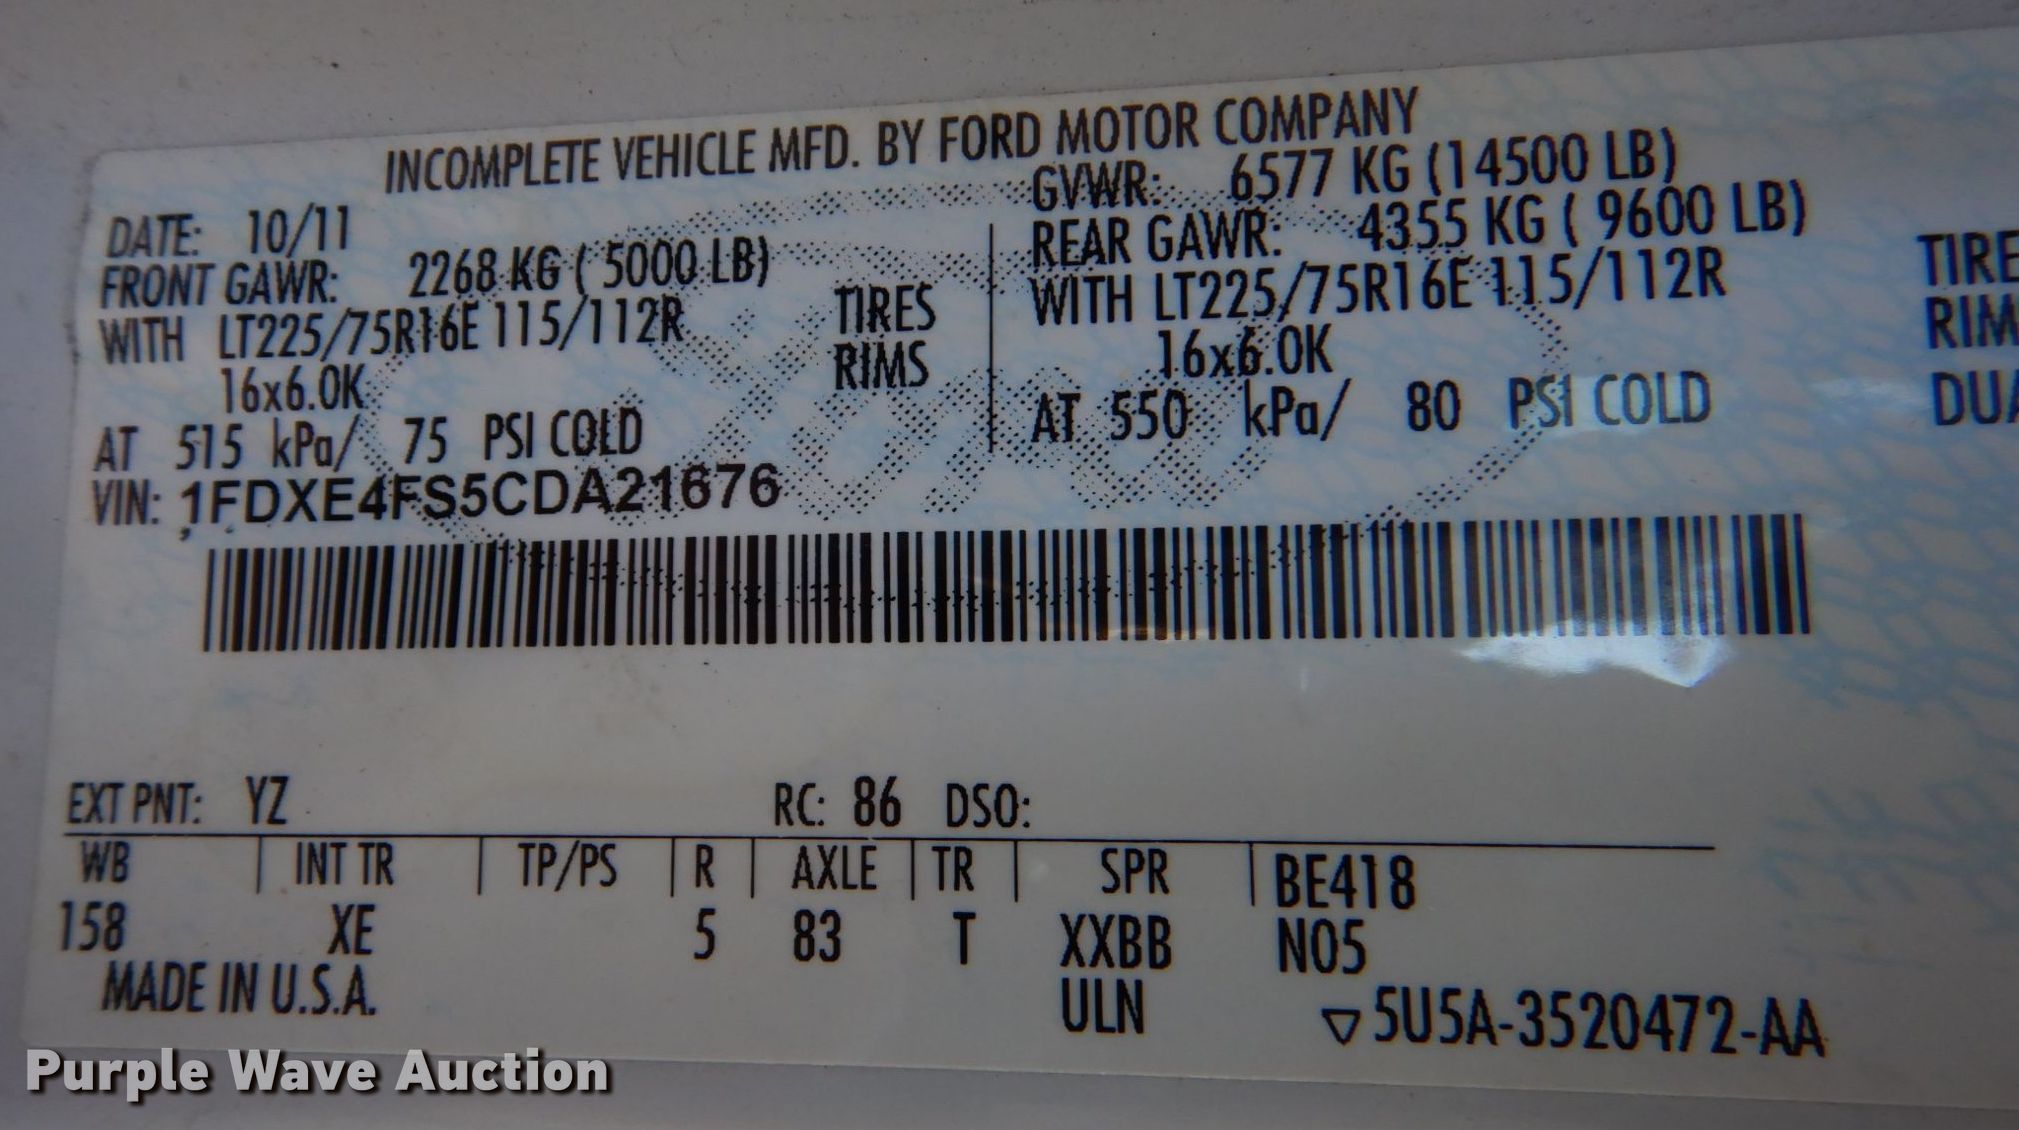 INCOMPLETE VEHICLE MFD. BY FORD MOTOR COMPANY
DATE: 10/11
GVWR: 6577 KG (14500 LB)
FRONT GAWR: 2268 KG ( 5000 LB)
REAR GAWR: 4355 KG ( 9600 LB)
WITH LT225/75R16E 115/112R TIRES
WITH LT225/75R16E 115/112R TIRE
16x6.0K RIMS
16x6.0K RIM
AT 515 kPa/ 75 PSI COLD
AT 550 kPa/ 80 PSI COLD DUA
VIN: 1FDXE4FS5CDA21676
EXT PNT: YZ RC: 86 DSO:
WB | INT TR | TP/PS | R | AXLE | TR | SPR | BE418
158 XE 5 83 T XXBB N05
MADE IN U.S.A. ULN ▽5U5A-3520472-AA
Purple Wave Auction